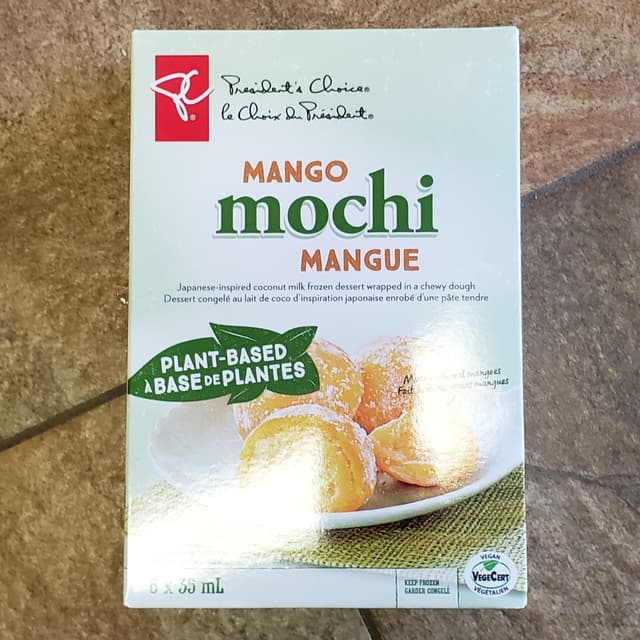 PC®
President's Choice®
le Choix du Président®
MANGO
mochi
MANGUE
Japanese-inspired coconut milk frozen dessert wrapped in a chewy dough
Dessert congelé au lait de coco d'inspiration japonaise enrobé d'une pâte tendre
PLANT-BASED
À BASE DE PLANTES
mangoes
mangues
6 x 35 mL
KEEP FROZEN
GARDER CONGELÉ
VEGAN
VEGECERT
VÉGÉTALIEN